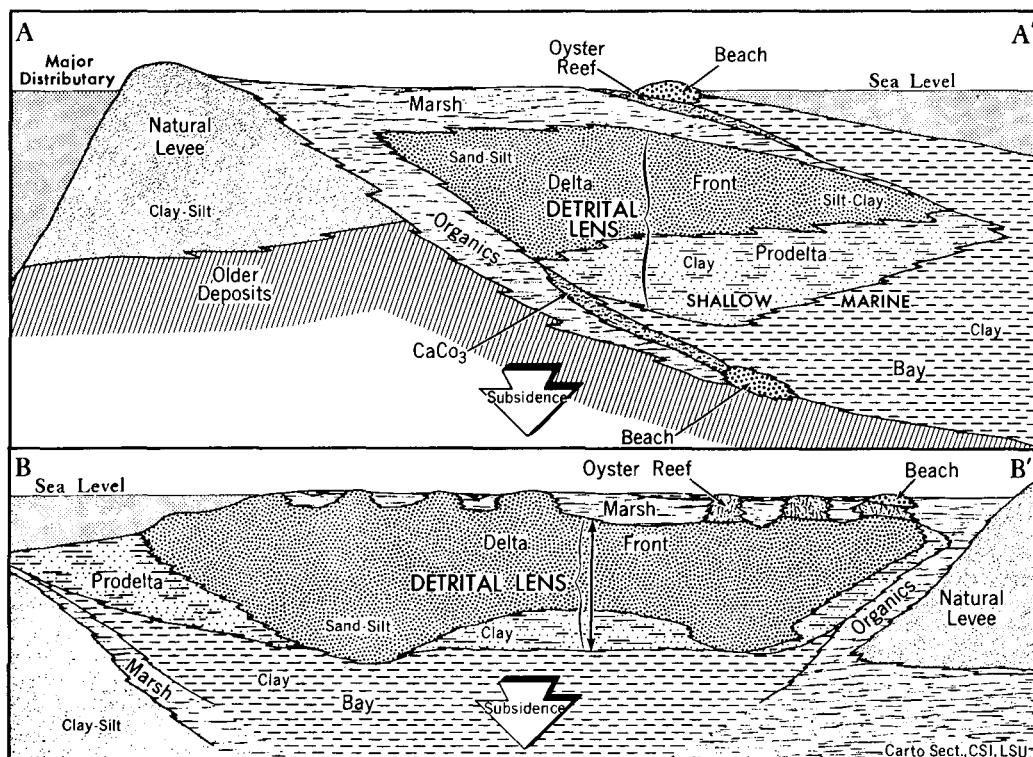 A
A'
Major
Distributary
Oyster
Reef
Beach
Sea Level
Marsh
Natural
Levee
Sand-Silt
Delta
Front
DETRITAL
LENS
Silt-Clay
Clay-Silt
Organics
Prodelta
Clay
SHALLOW
MARINE
Older
Deposits
Clay
CaCo3
Bay
Subsidence
Beach
B
B'
Sea Level
Oyster Reef
Beach
Marsh
Delta
Front
Prodelta
DETRITAL LENS
Organics
Natural
Levee
Sand-Silt
Clay
Marsh
Clay
Bay
Clay-Silt
Subsidence
Carto Sect., CSI, LSU